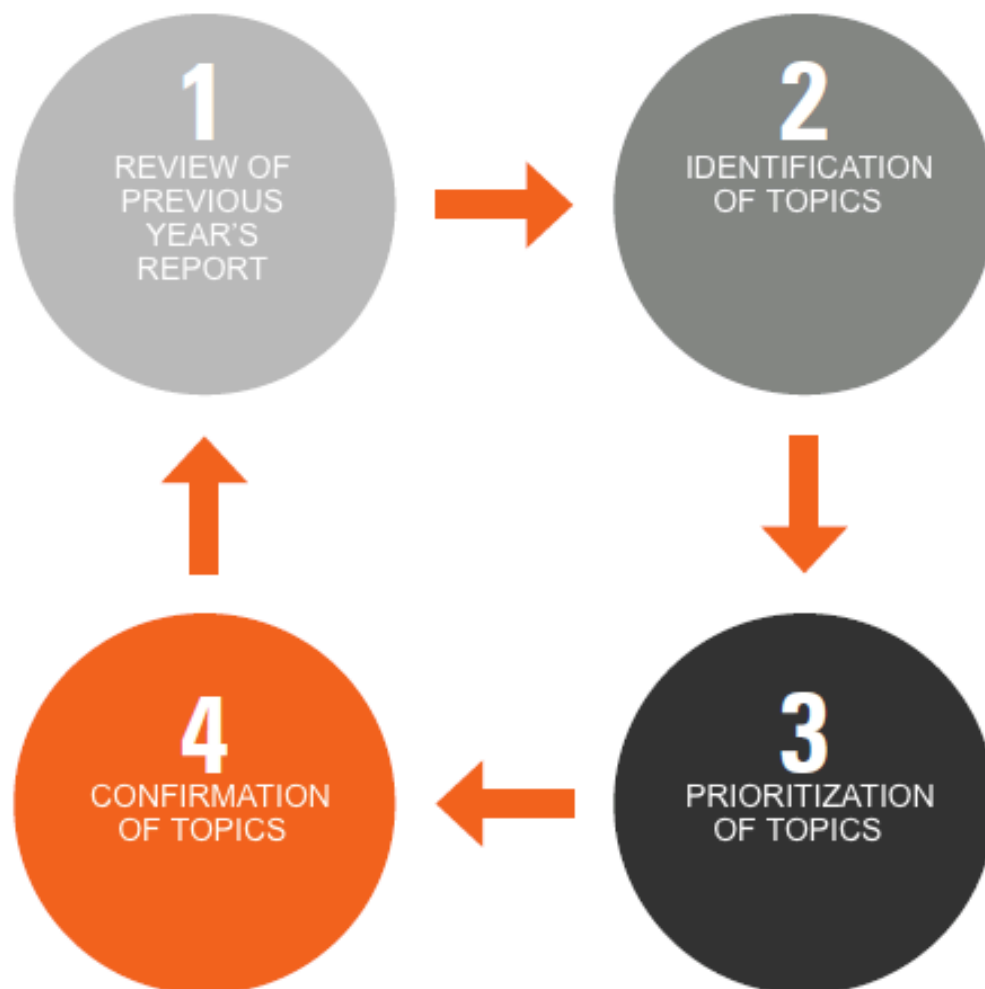 1
REVIEW OF
PREVIOUS
YEAR'S
REPORT
2
IDENTIFICATION
OF TOPICS
3
PRIORITIZATION
OF TOPICS
4
CONFIRMATION
OF TOPICS